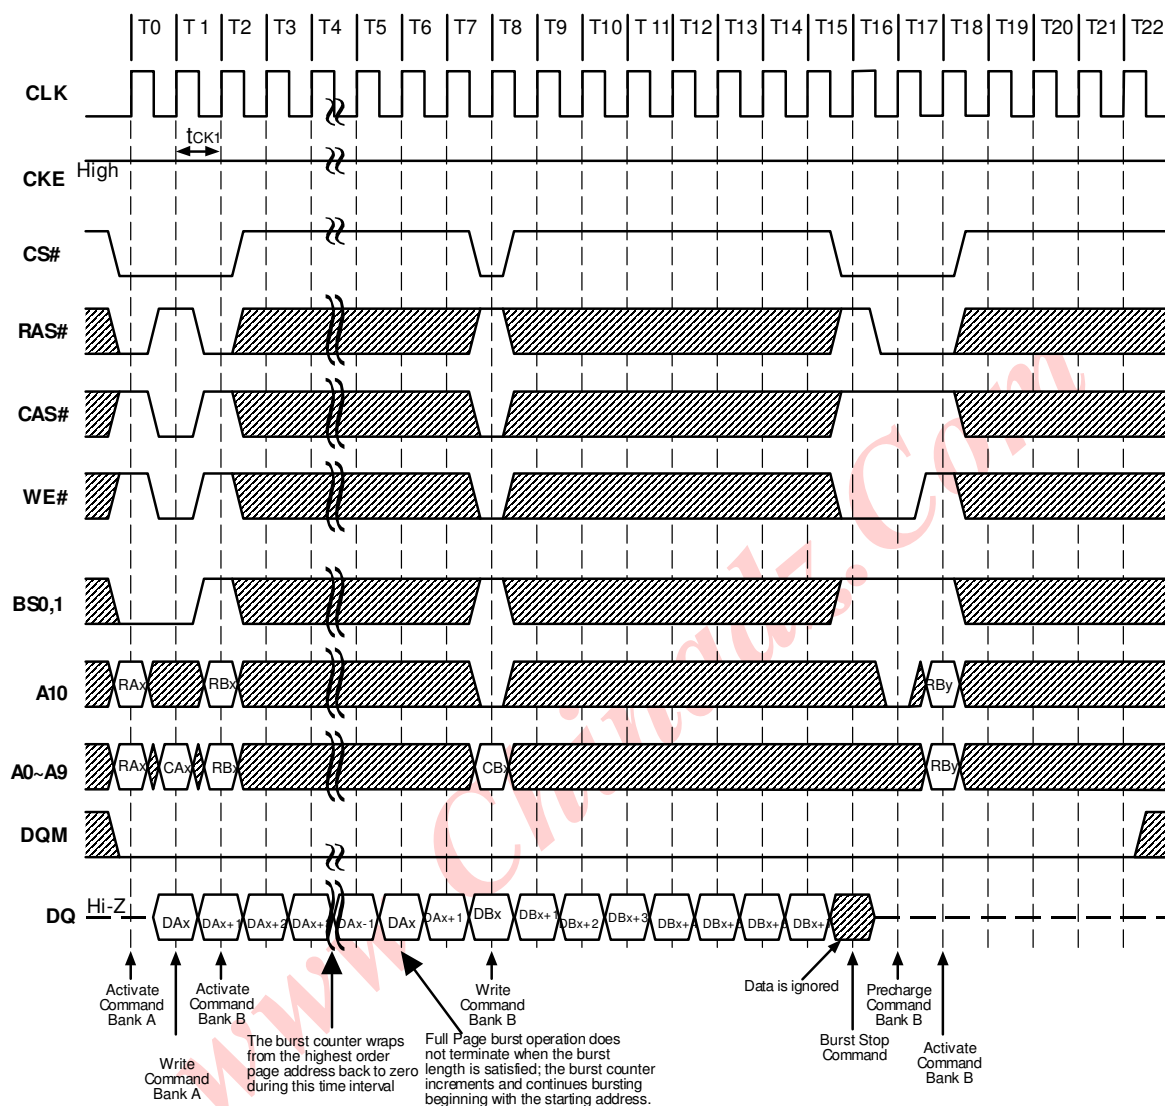 T0 T 1 T2 T3 T4 T5 T6 T7 T8 T9 T10 T 11 T12 T13 T14 T15 T16 T17 T18 T19 T20 T21 T22
CLK
tCK1
High
CKE
CS#
RAS#
CAS#
WE#
BS0,1
A10
RAx RBx RBy
A0~A9
RAx CAx RBx CBx RBy
DQM
Hi-Z
DQ
DAx DAx+1 DAx+2 DAx-1 DAx DAx+1 DBx DBx+1 DBx+2 DBx+3
Activate
Command
Bank A
Write
Command
Bank A
Activate
Command
Bank B
The burst counter wraps
from the highest order
page address back to zero
during this time interval
Full Page burst operation does
not terminate when the burst
length is satisfied; the burst counter
increments and continues bursting
beginning with the starting address.
Write
Command
Bank B
Data is ignored
Burst Stop
Command
Precharge
Command
Bank B
Activate
Command
Bank B
www.Chinadz.Com